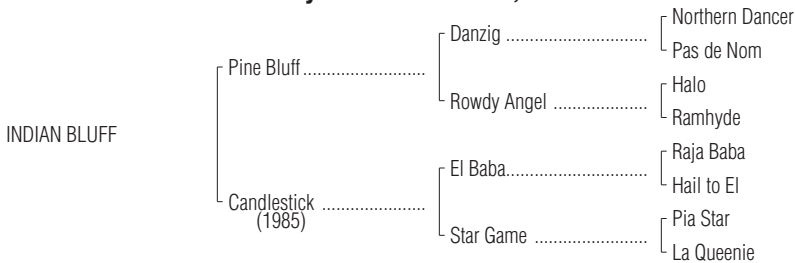 Northern Dancer
Danzig ................................
Pas de Nom
Pine Bluff ..........................
Halo
Rowdy Angel .....................
Ramhyde
INDIAN BLUFF
Raja Baba
El Baba................................
Hail to El
Candlestick ......................
(1985)
Pia Star
Star Game .........................
La Queenie